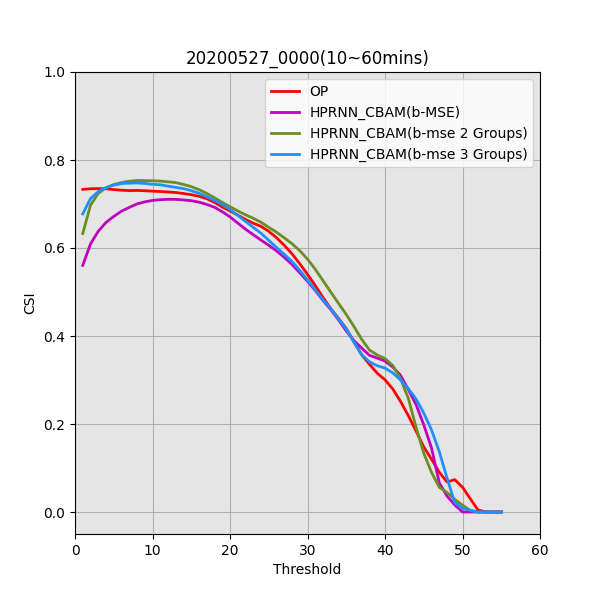 20200527_0000(10~60mins)
OP
HPRNN_CBAM(b-MSE)
HPRNN_CBAM(b-mse 2 Groups)
HPRNN_CBAM(b-mse 3 Groups)
1.0
0.8
0.6
0.4
0.2
0.0
CSI
0 10 20 30 40 50 60
Threshold